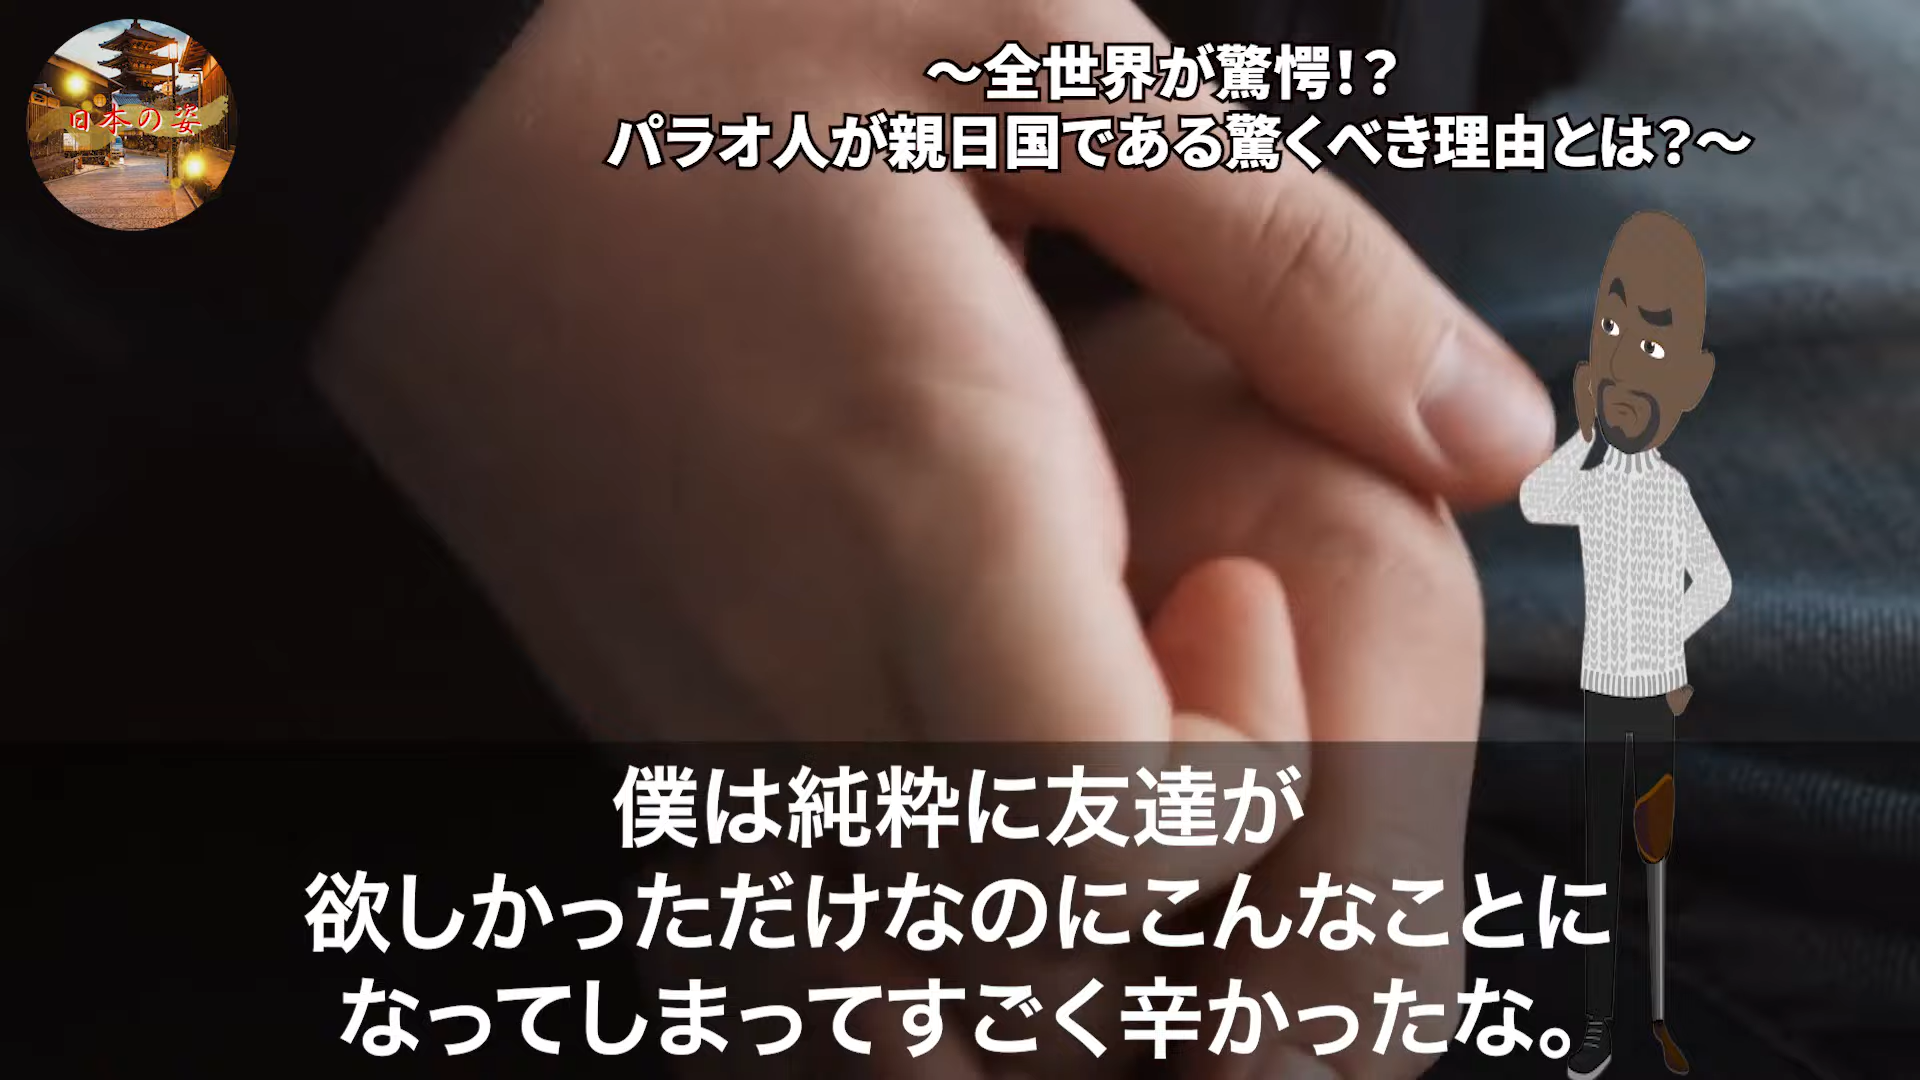 日本の姿
～全世界が驚愕!?
パラオ人が親日国である驚くべき理由とは?～
僕は純粋に友達が
欲しかっただけなのにこんなことに
なってしまってすごく辛かったな。